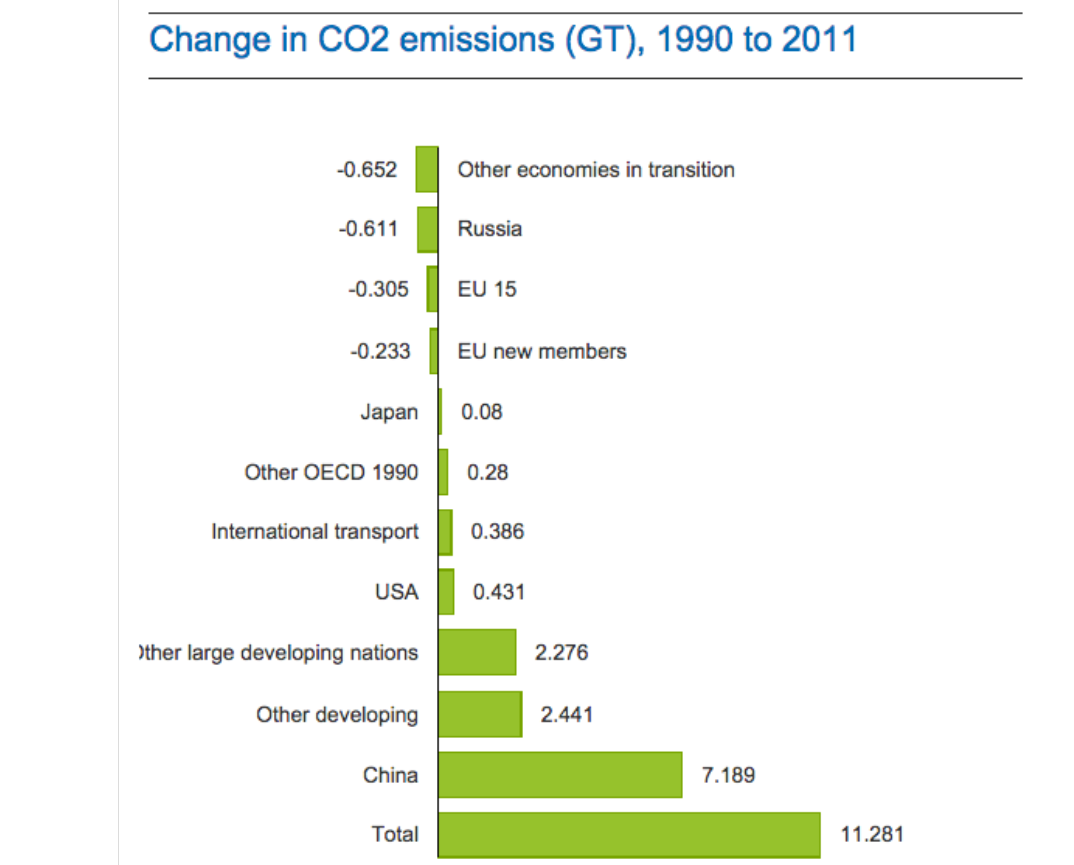 Change in CO2 emissions (GT), 1990 to 2011
-0.652 Other economies in transition
-0.611 Russia
-0.305 EU 15
-0.233 EU new members
Japan 0.08
Other OECD 1990 0.28
International transport 0.386
USA 0.431
ther large developing nations 2.276
Other developing 2.441
China 7.189
Total 11.281